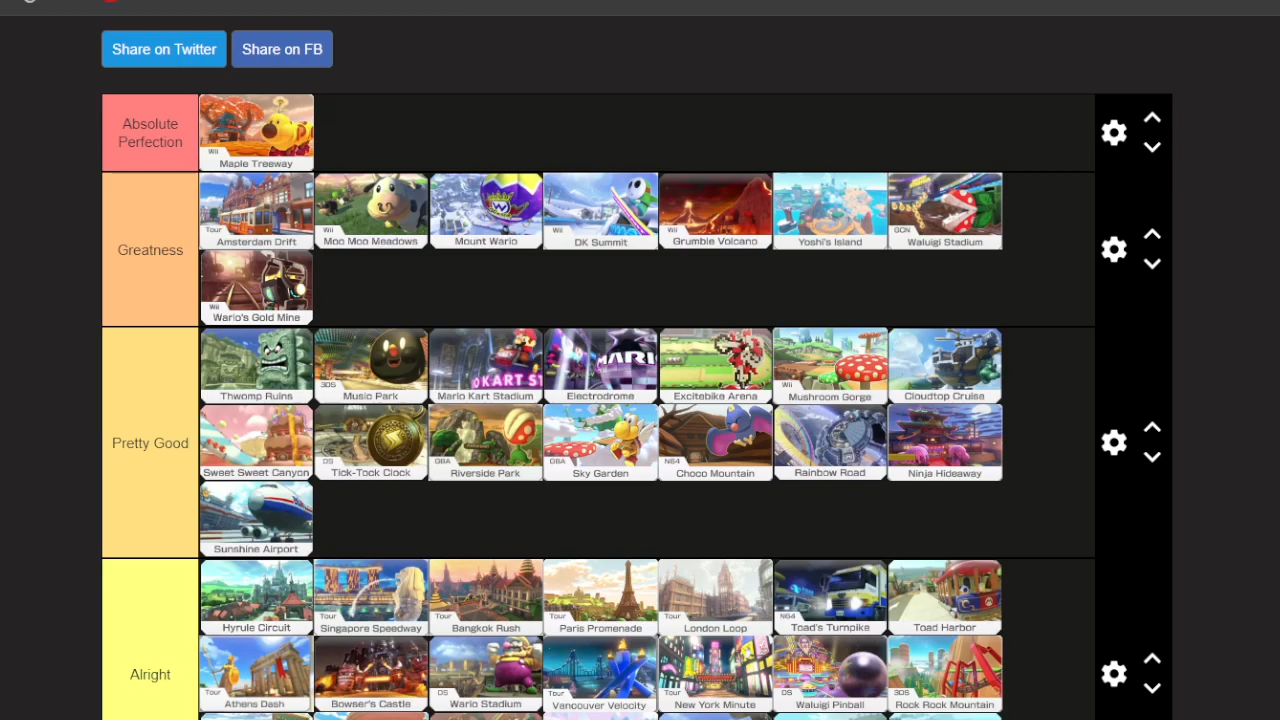 Share on Twitter Share on FB
Absolute
Perfection
Wii
Maple Treeway
Greatness
Tour Wii Wii Wii GCN
Amsterdam Drift Moo Moo Meadows Mount Wario DK Summit Grumble Volcano Yoshi's Island Waluigi Stadium
Wii
Wario's Gold Mine
Pretty Good
MARI
OKART ST
3DS Wii
Thwomp Ruins Music Park Mario Kart Stadium Electrodrome Excitebike Arena Mushroom Gorge Cloudtop Cruise
DS GBA GBA N64
Sweet Sweet Canyon Tick-Tock Clock Riverside Park Sky Garden Choco Mountain Rainbow Road Ninja Hideaway
Sunshine Airport
Alright
Tour Tour Tour Tour N64
Hyrule Circuit Singapore Speedway Bangkok Rush Paris Promenade London Loop Toad's Turnpike Toad Harbor
Tour DS Tour Tour DS 3DS
Athens Dash Bowser's Castle Wario Stadium Vancouver Velocity New York Minute Waluigi Pinball Rock Rock Mountain